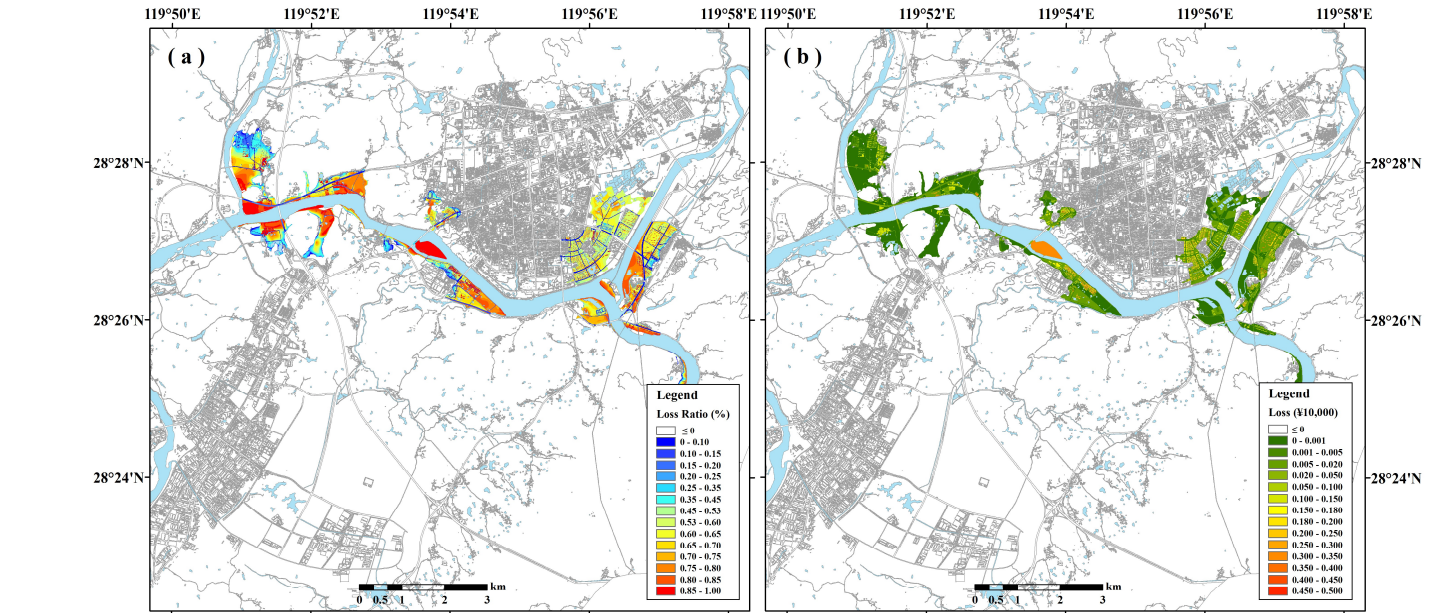 119°50'E 119°52'E 119°54'E 119°56'E 119°58'E 119°50'E 119°52'E 119°54'E 119°56'E 119°58'E
( a )
( b )
28°28'N
28°28'N
28°26'N
28°26'N
28°24'N
28°24'N
Legend
Loss Ratio (%)
≤ 0
0 - 0.10
0.10 - 0.15
0.15 - 0.20
0.20 - 0.25
0.25 - 0.35
0.35 - 0.45
0.45 - 0.53
0.53 - 0.60
0.60 - 0.65
0.65 - 0.70
0.70 - 0.75
0.75 - 0.80
0.80 - 0.85
0.85 - 1.00
km
0 0.5 1 2 3
Legend
Loss (¥10,000)
≤ 0
0 - 0.001
0.001 - 0.005
0.005 - 0.020
0.020 - 0.050
0.050 - 0.100
0.100 - 0.150
0.150 - 0.180
0.180 - 0.200
0.200 - 0.250
0.250 - 0.300
0.300 - 0.350
0.350 - 0.400
0.400 - 0.450
0.450 - 0.500
km
0 0.5 1 2 3